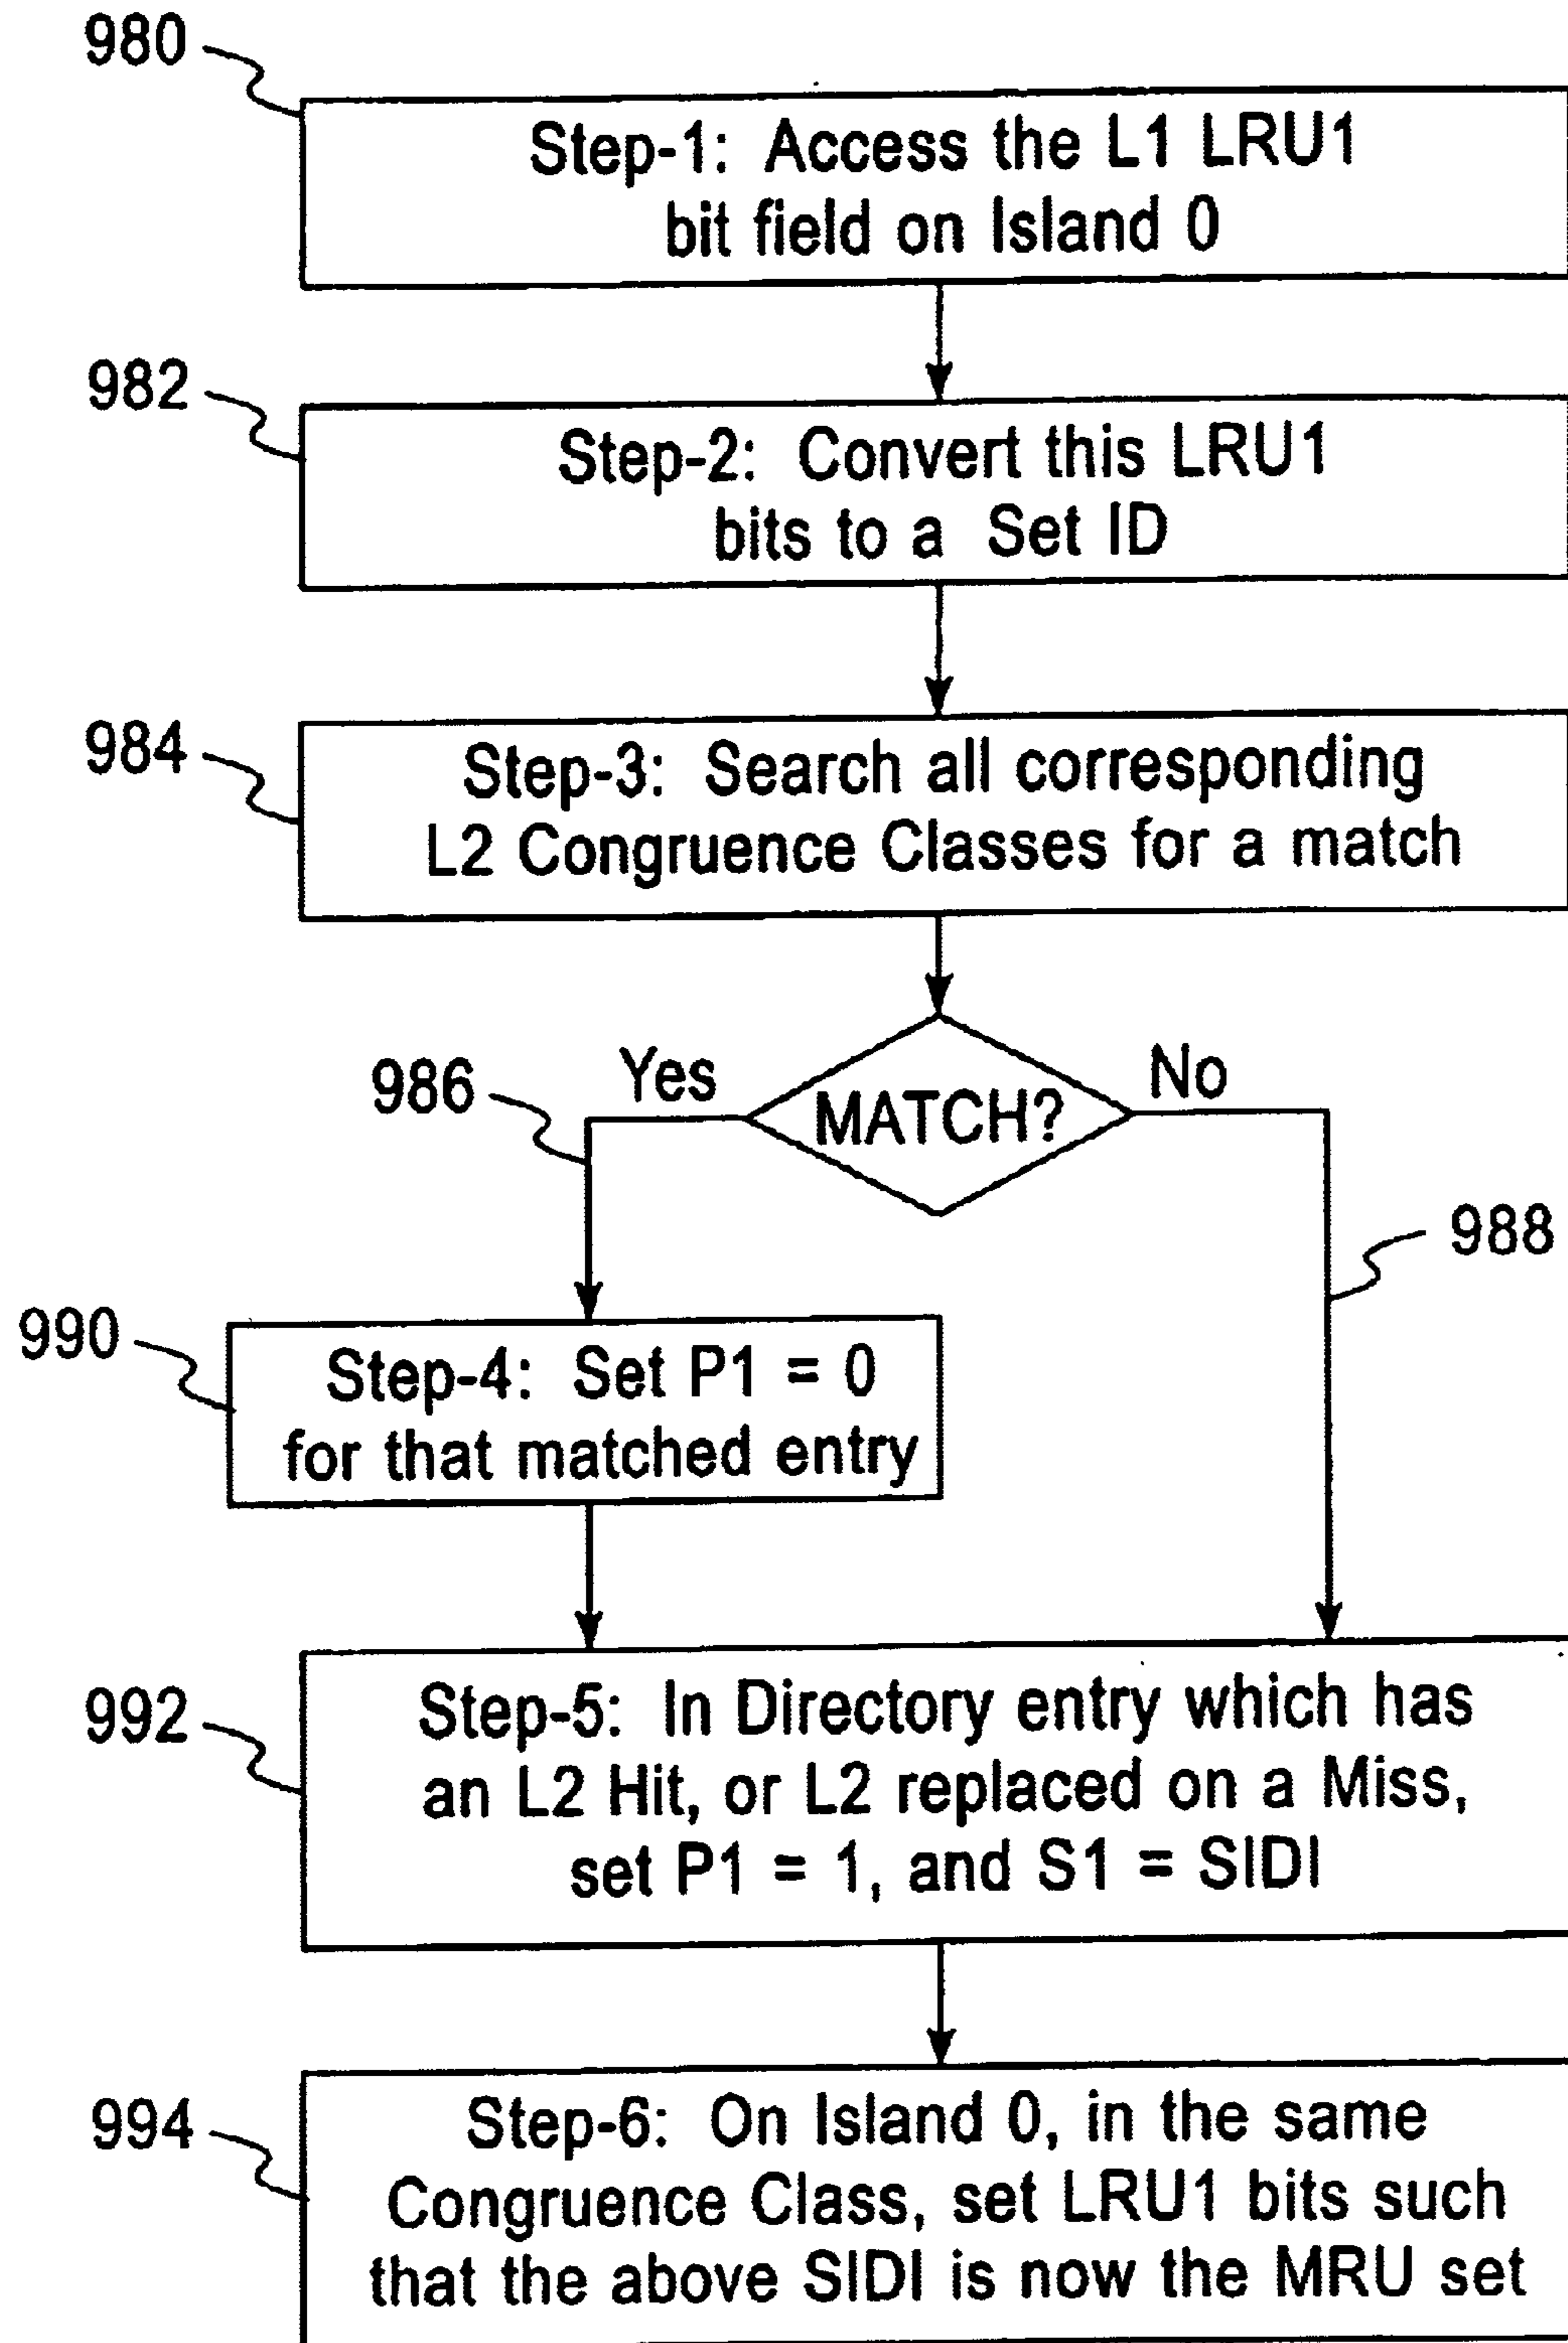 980
Step-1: Access the L1 LRU1
bit field on Island 0
982
Step-2: Convert this LRU1
bits to a Set ID
984
Step-3: Search all corresponding
L2 Congruence Classes for a match
986
Yes
MATCH?
No
988
990
Step-4: Set P1 = 0
for that matched entry
992
Step-5: In Directory entry which has
an L2 Hit, or L2 replaced on a Miss,
set P1 = 1, and S1 = SIDI
994
Step-6: On Island 0, in the same
Congruence Class, set LRU1 bits such
that the above SIDI is now the MRU set